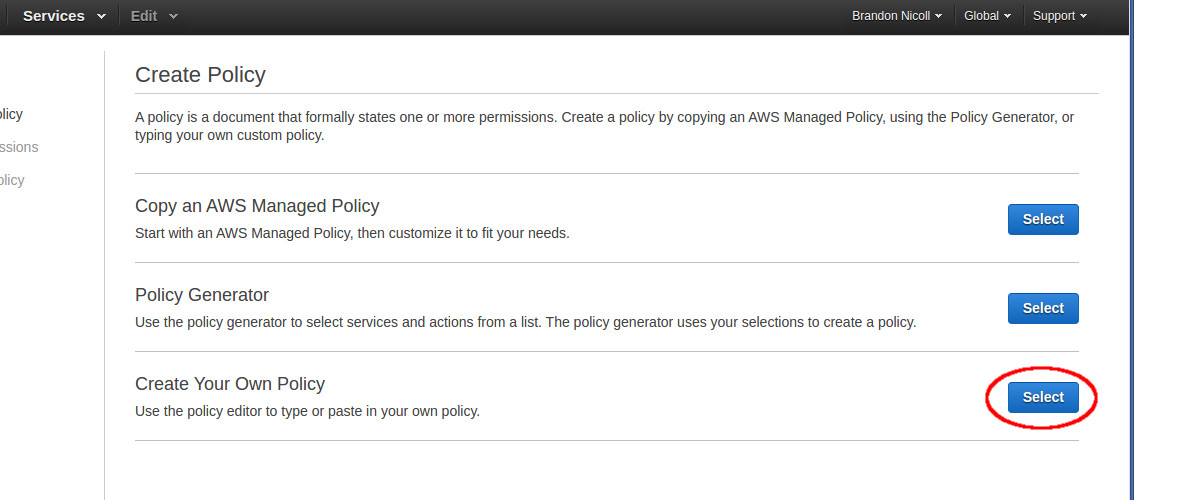 Services Edit Brandon Nicoll Global Support
Create Policy
A policy is a document that formally states one or more permissions. Create a policy by copying an AWS Managed Policy, using the Policy Generator, or
olicy
typing your own custom policy.
ssions
olicy
Copy an AWS Managed Policy
Select
Start with an AWS Managed Policy, then customize it to fit your needs.
Policy Generator
Select
Use the policy generator to select services and actions from a list. The policy generator uses your selections to create a policy.
Create Your Own Policy
Select
Use the policy editor to type or paste in your own policy.